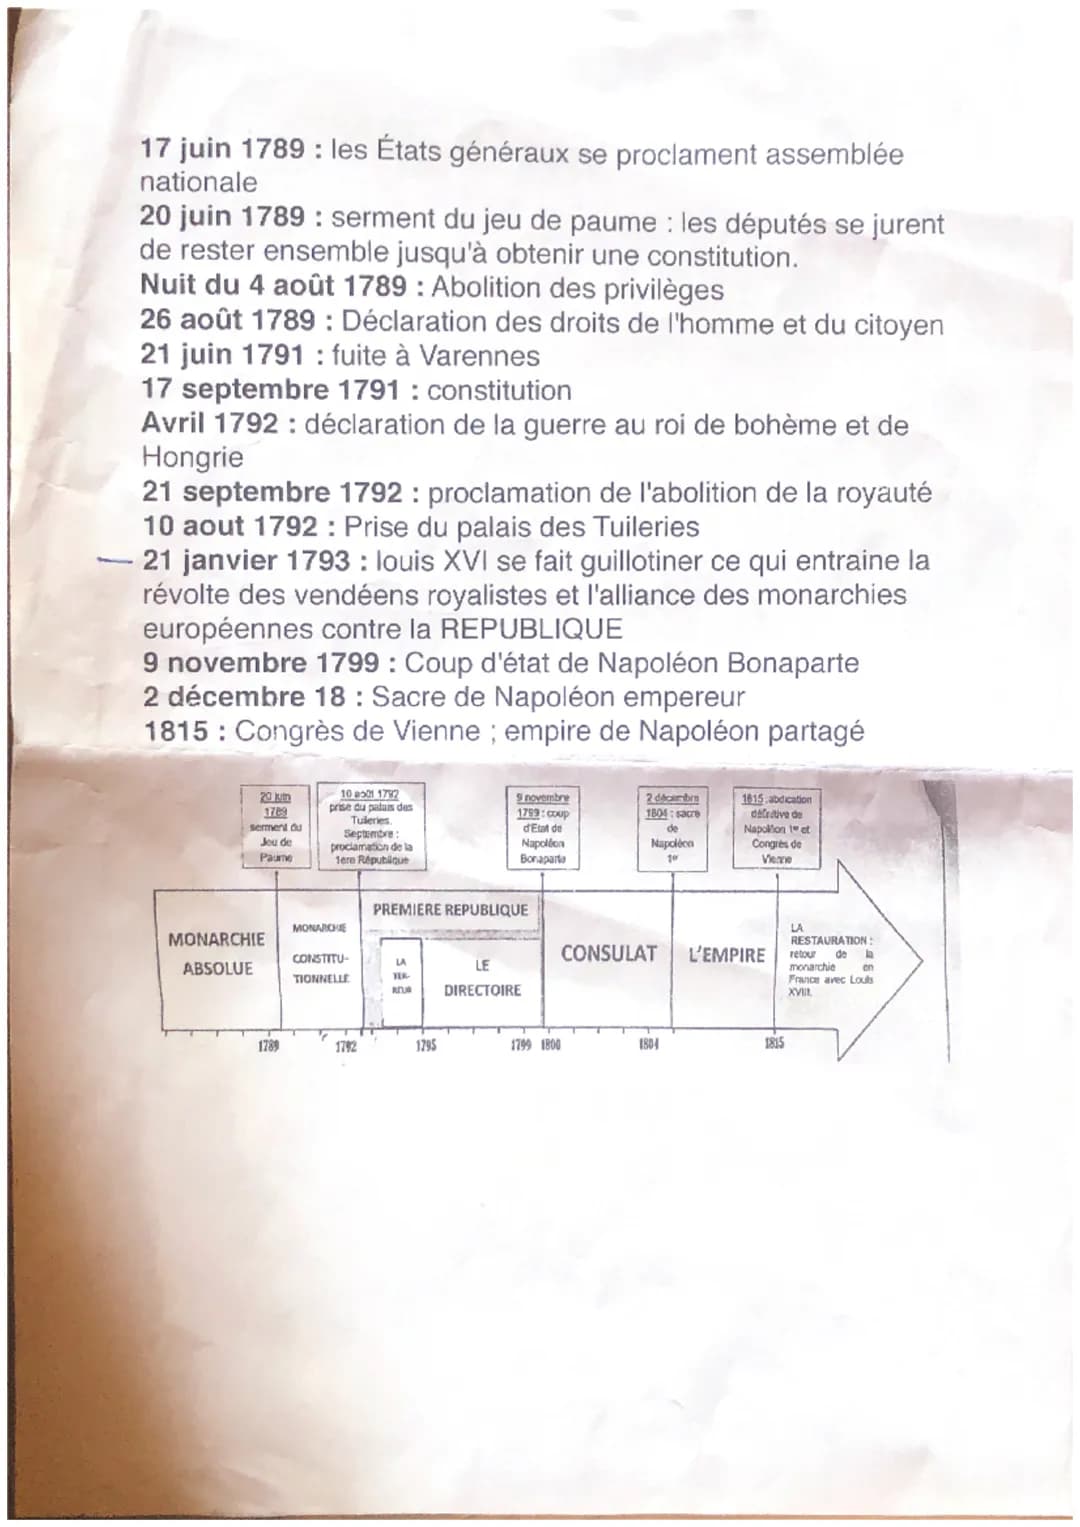 17 juin 1789 : les États généraux se proclament assemblée
nationale
20 juin 1789 : serment du jeu de paume : les députés se jurent
de rester ensemble jusqu'à obtenir une constitution.
Nuit du 4 août 1789 : Abolition des privilèges
26 août 1789 : Déclaration des droits de l'homme et du citoyen
21 juin 1791 : fuite à Varennes
17 septembre 1791 : constitution
Avril 1792 : déclaration de la guerre au roi de bohème et de
Hongrie
21 septembre 1792 : proclamation de l'abolition de la royauté
10 aout 1792 : Prise du palais des Tuileries
21 janvier 1793 : louis XVI se fait guillotiner ce qui entraine la
révolte des vendéens royalistes et l'alliance des monarchies
européennes contre la REPUBLIQUE
9 novembre 1799 : Coup d'état de Napoléon Bonaparte
2 décembre 18 : Sacre de Napoléon empereur
1815 : Congrès de Vienne ; empire de Napoléon partagé
20 juin
1789
serment du
Jeu de
Paume
10 août 1792
prise du palais des
Tuileries.
Septembre :
proclamation de la
1ere République
9 novembre
1799 : coup
d'Etat de
Napoléon
Bonaparte
2 décembre
1804 : sacre
de
Napoléon
1er
1815 : abdication
définitive de
Napoléon 1er et
Congrès de
Vienne
MONARCHIE
ABSOLUE
MONARCHIE
CONSTITU-
TIONNELLE
PREMIERE REPUBLIQUE
LA
TER-
REUR
LE
DIRECTOIRE
CONSULAT
L'EMPIRE
LA
RESTAURATION :
retour de la
monarchie en
France avec Louis
XVIII.
1789
1792
1795
1799 1800
1804
1815